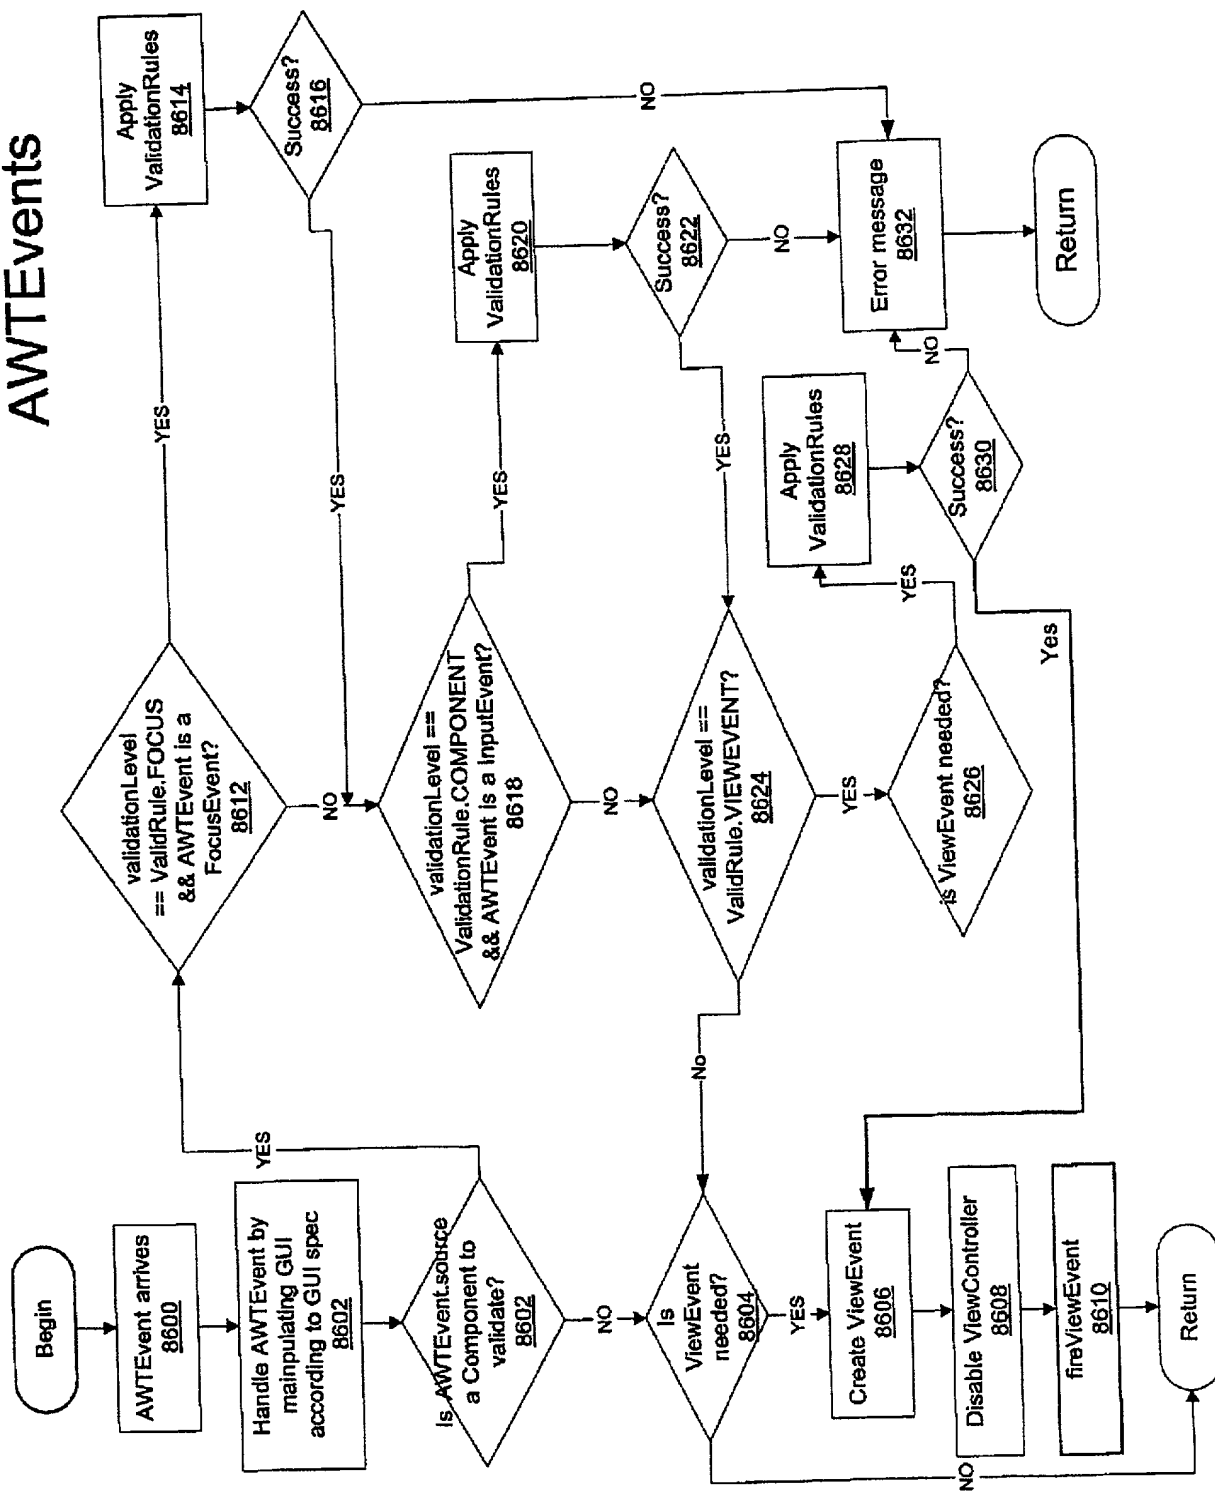 AWTEvents
Begin
AWTEvent arrives
8600
Handle AWTEvent by
mainpulating GUI
according to GUI spec
8602
Is AWTEvent.source
a Component to
validate?
8602
YES
NO
Is
ViewEvent
needed?
8604
YES
NO
Create ViewEvent
8606
Disable ViewController
8608
fireViewEvent
8610
Return
validationLevel
== ValidRule.FOCUS
&& AWTEvent is a
FocusEvent?
8612
YES
NO
Apply
ValidationRules
8614
Success?
8616
YES
NO
validationLevel ==
ValidationRule.COMPONENT
&& AWTEvent is a InputEvent?
8618
YES
NO
Apply
ValidationRules
8620
Success?
8622
YES
NO
validationLevel ==
ValidRule.VIEWEVENT?
8624
No
YES
is ViewEvent needed?
8626
YES
Apply
ValidationRules
8628
Success?
8630
Yes
NO
Error message
8632
Return